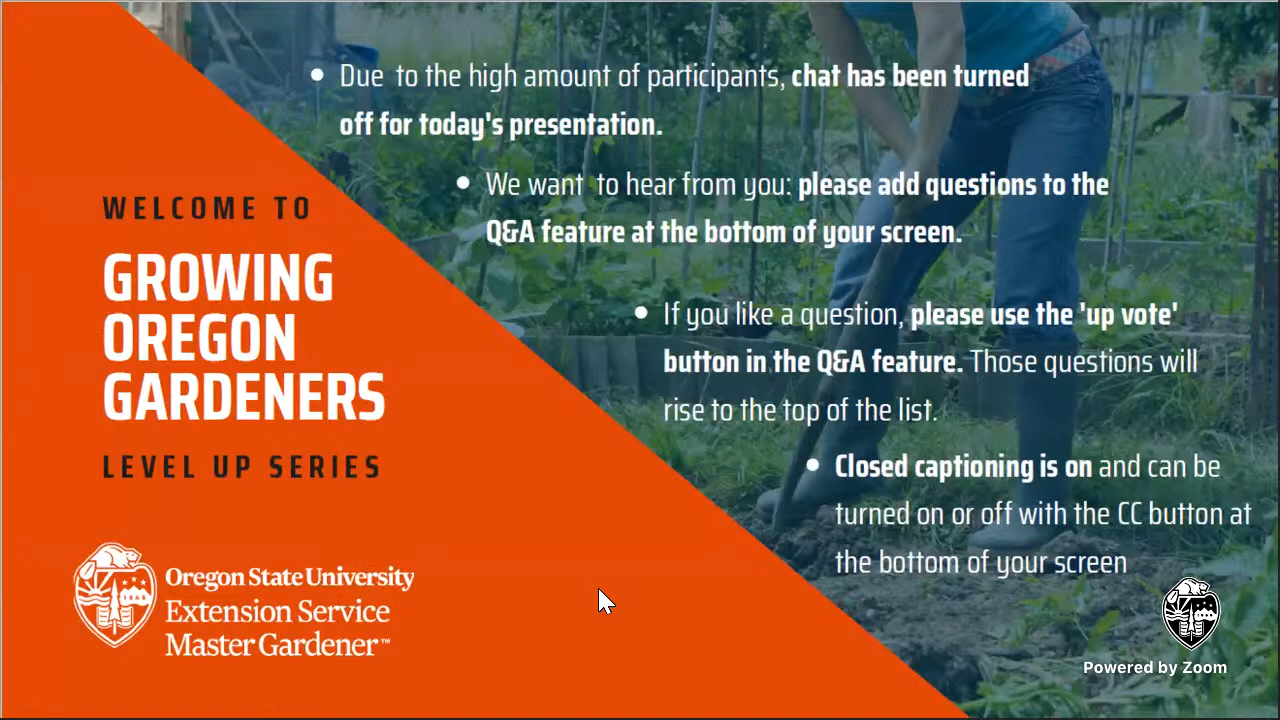 WELCOME TO
GROWING
OREGON
GARDENERS
LEVEL UP SERIES
Oregon State University
Extension Service
Master Gardener™
• Due to the high amount of participants, chat has been turned
off for today's presentation.
• We want to hear from you: please add questions to the
Q&A feature at the bottom of your screen.
• If you like a question, please use the 'up vote'
button in the Q&A feature. Those questions will
rise to the top of the list.
• Closed captioning is on and can be
turned on or off with the CC button at
the bottom of your screen
Powered by Zoom